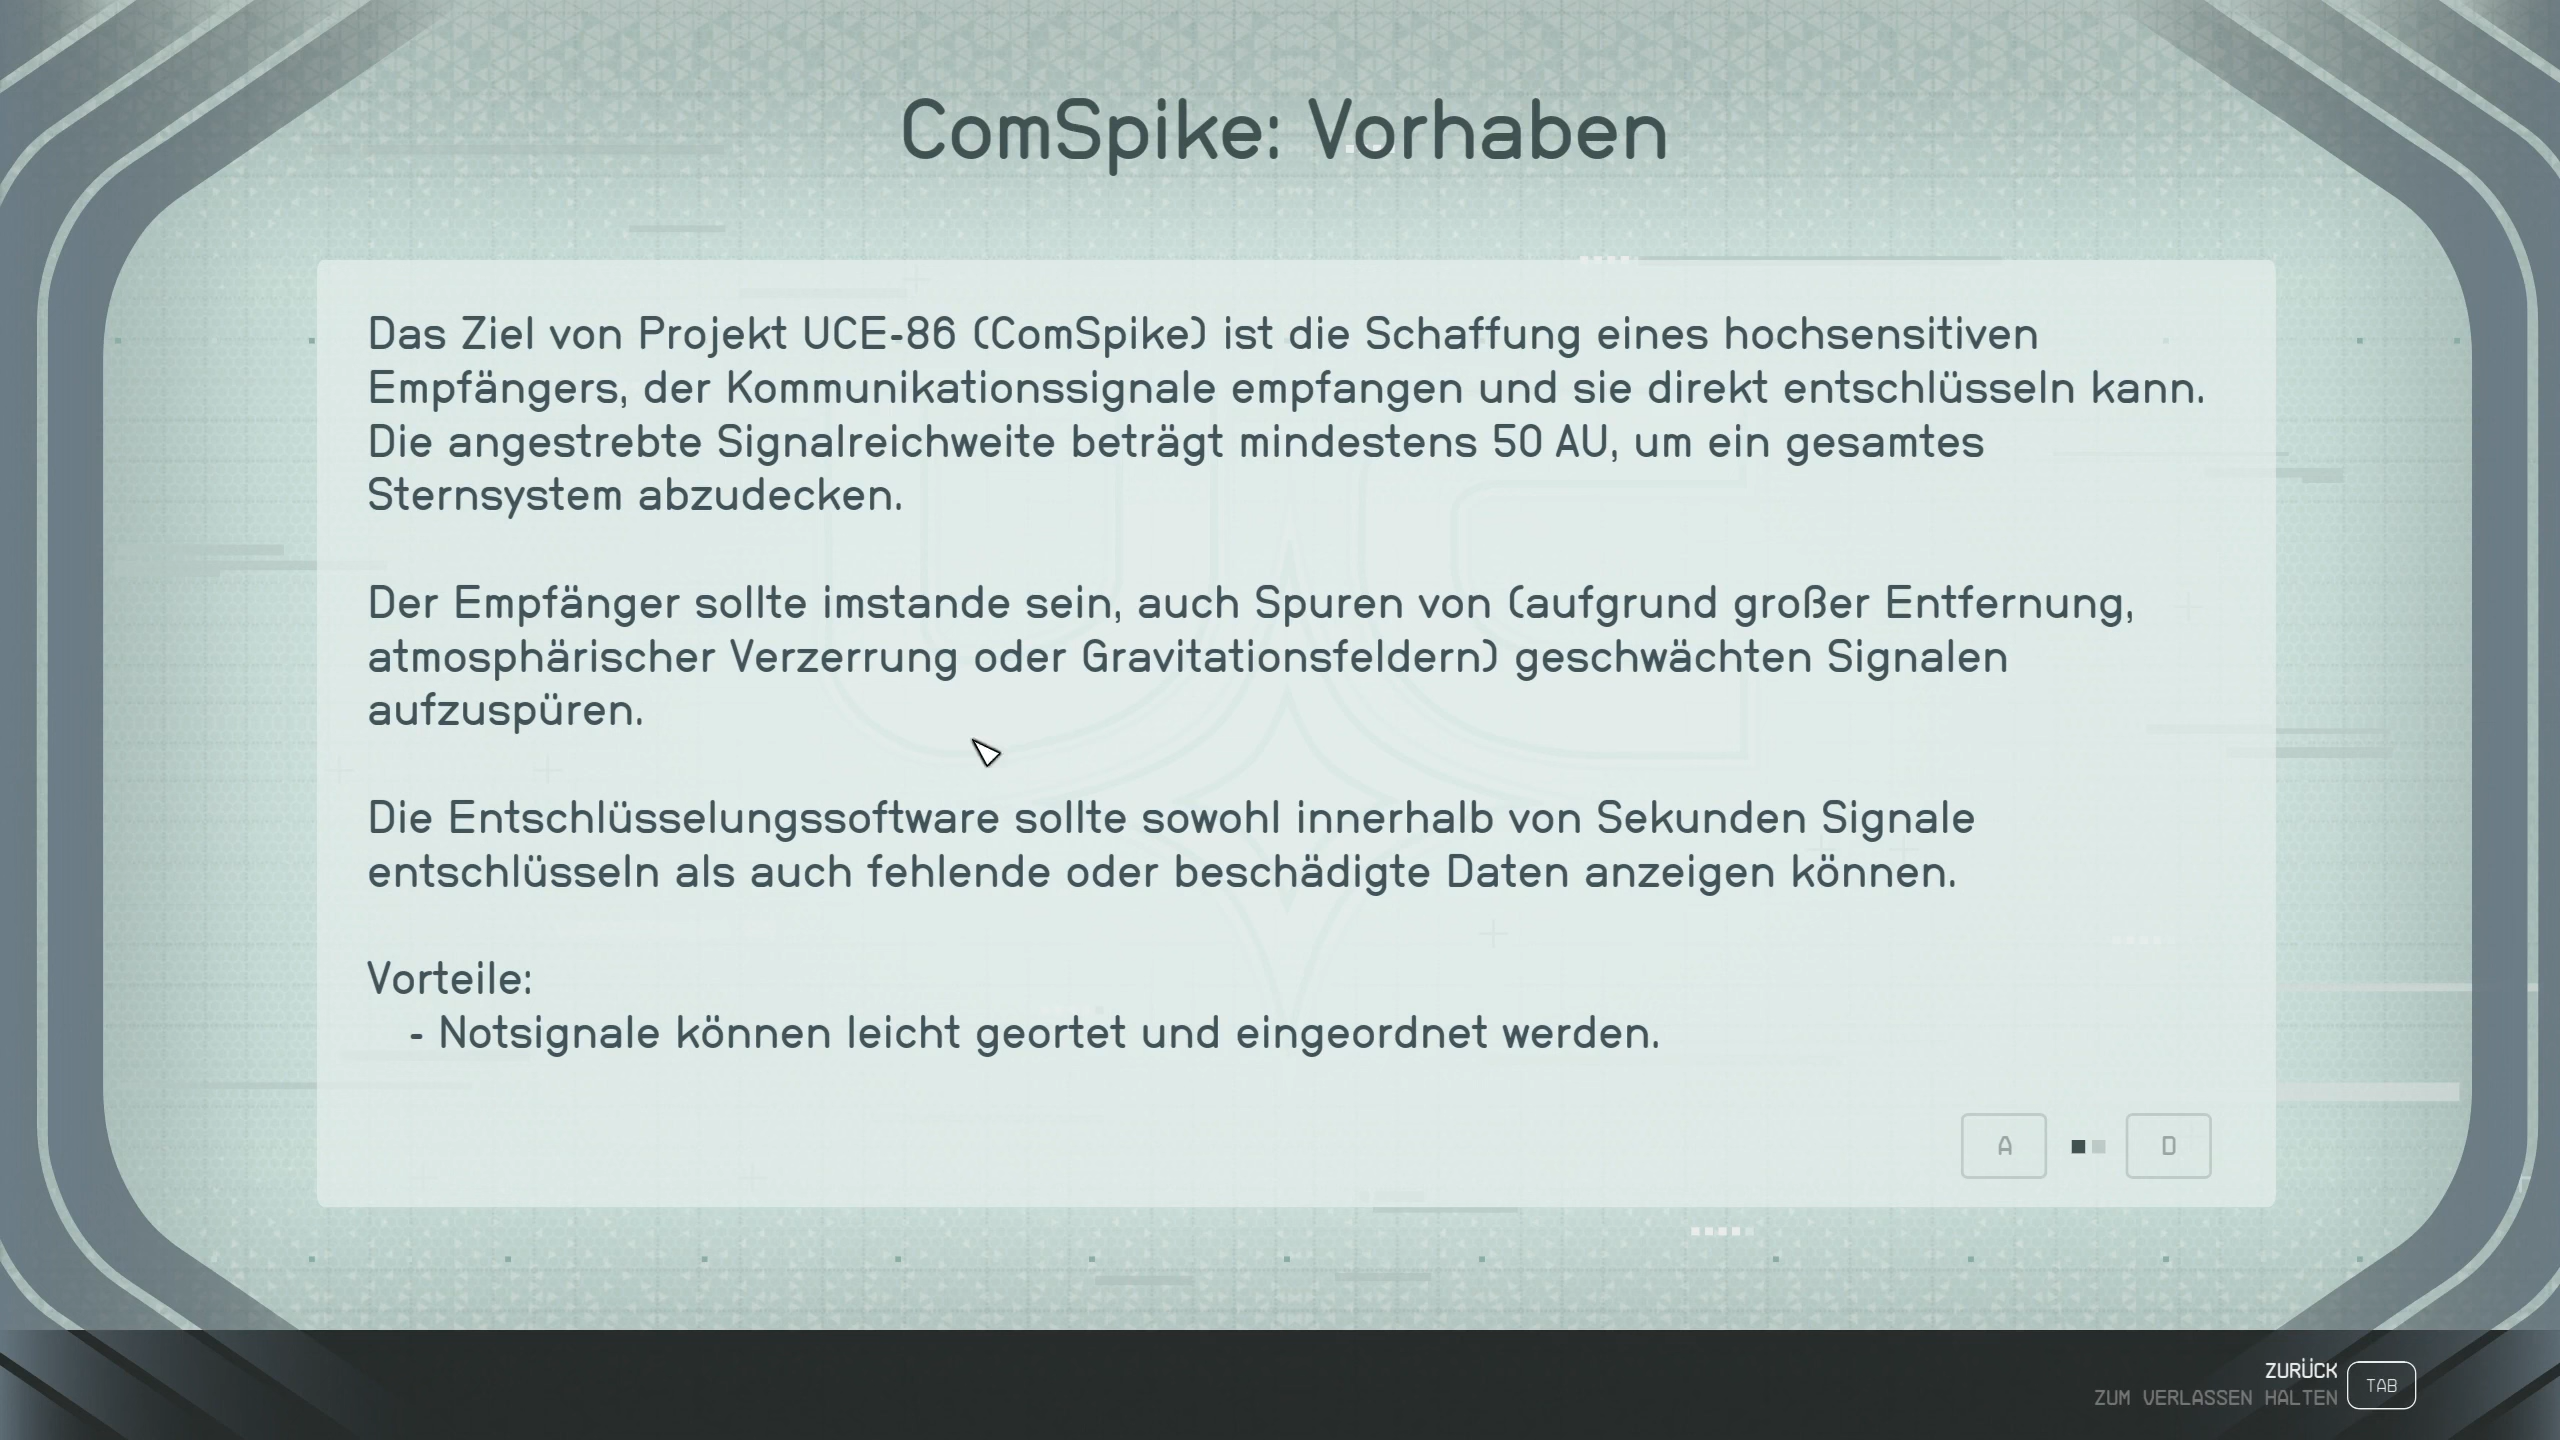 ComSpike: Vorhaben
Das Ziel von Projekt UCE-86 (ComSpike) ist die Schaffung eines hochsensitiven
Empfängers, der Kommunikationssignale empfangen und sie direkt entschlüsseln kann.
Die angestrebte Signalreichweite beträgt mindestens 50 AU, um ein gesamtes
Sternsystem abzudecken.
Der Empfänger sollte imstande sein, auch Spuren von (aufgrund großer Entfernung,
atmosphärischer Verzerrung oder Gravitationsfeldern) geschwächten Signalen
aufzuspüren.
Die Entschlüsselungssoftware sollte sowohl innerhalb von Sekunden Signale
entschlüsseln als auch fehlende oder beschädigte Daten anzeigen können.
Vorteile:
- Notsignale können leicht geortet und eingeordnet werden.
A D
ZURÜCK TAB
ZUM VERLASSEN HALTEN
UC